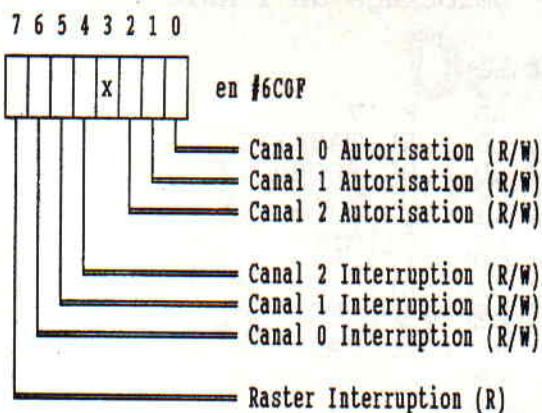 7 6 5 4 3 2 1 0
X en #6C0F
Canal 0 Autorisation (R/W)
Canal 1 Autorisation (R/W)
Canal 2 Autorisation (R/W)
Canal 2 Interruption (R/W)
Canal 1 Interruption (R/W)
Canal 0 Interruption (R/W)
Raster Interruption (R)